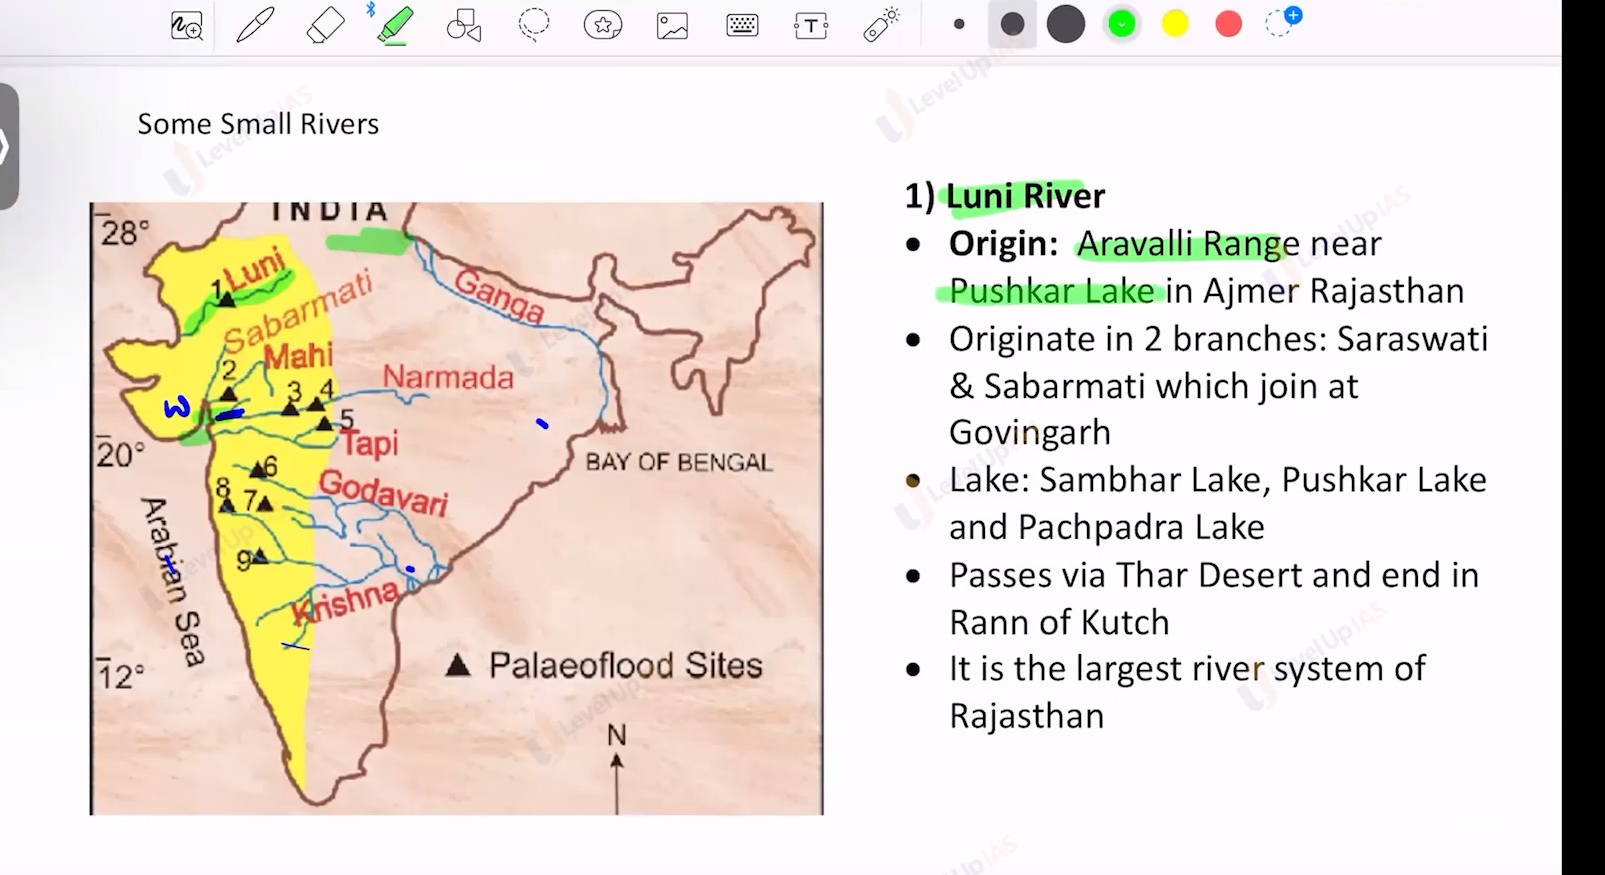 Some Small Rivers
INDIA
28°
Luni
1
Sabarmati
Mahi
2
3
4
5
Narmada
Ganga
Tapi
20°
BAY OF BENGAL
6
8
7
9
Godavari
Krishna
Arabian Sea
12°
Palaeoflood Sites
N
1) Luni River
• Origin: Aravalli Range near
Pushkar Lake in Ajmer Rajasthan
• Originate in 2 branches: Saraswati
& Sabarmati which join at
Govingarh
• Lake: Sambhar Lake, Pushkar Lake
and Pachpadra Lake
• Passes via Thar Desert and end in
Rann of Kutch
• It is the largest river system of
Rajasthan
LevelUpIAS
LevelUpIAS
LevelUpIAS
LevelUpIAS